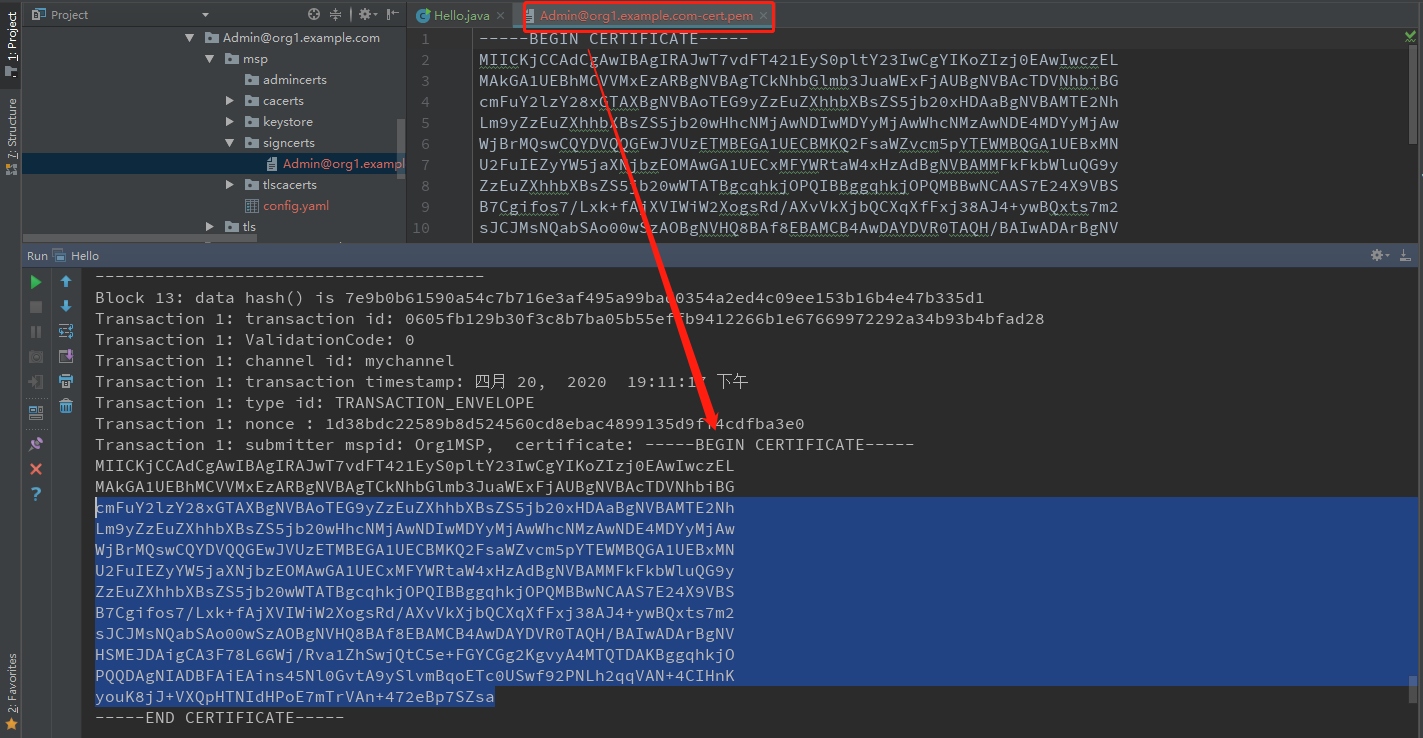 Project
Hello.java
Admin@org1.example.com-cert.pem
1: Project
7: Structure
2: Favorites
Admin@org1.example.com
msp
admincerts
cacerts
keystore
signcerts
Admin@org1.exampl
tlscacerts
config.yaml
tls
1 -----BEGIN CERTIFICATE-----
2 MIICKjCCAdCgAwIBAgIRAJwT7vdFT421EyS0pltY23IwCgYIKoZIzj0EAwIwczEL
3 MAkGA1UEBhMCVVMxEzARBgNVBAgTCkNhbGlmb3JuaWExFjAUBgNVBAcTDVNhbiBG
4 cmFuY2lzY28xGTAXBgNVBAoTEG9yZzEuZXhhbXBsZS5jb20xHDAaBgNVBAMTE2Nh
5 Lm9yZzEuZXhhbXBsZS5jb20wHhcNMjAwNDIwMDYyMjAwWhcNMzAwNDE4MDYyMjAw
6 WjBrMQswCQYDVQQGEwJVUzETMBEGA1UECBMKQ2FsaWZvcm5pYTEWMBQGA1UEBxMN
7 U2FuIEZyYW5jaXNjbzEOMAwGA1UECxMFYWRtaW4xHzAdBgNVBAMMFkFkbWluQG9y
8 ZzEuZXhhbXBsZS5jb20wWTATBgcqhkjOPQIBBggqhkjOPQMBBwNCAAS7E24X9VBS
9 B7Cgifos7/Lxk+fAjXVIWiW2XogsRd/AXvVkXjbQCXqXfFxj38AJ4+ywBQxts7m2
10 sJCJMsNQabSAo00wSzAOBgNVHQ8BAf8EBAMCB4AwDAYDVR0TAQH/BAIwADArBgNV
Run Hello
---------------------------------------
Block 13: data hash() is 7e9b0b61590a54c7b716e3af495a99bac0354a2ed4c09ee153b16b4e47b335d1
Transaction 1: transaction id: 0605fb129b30f3c8b7ba05b55effb9412266b1e67669972292a34b93b4bfad28
Transaction 1: ValidationCode: 0
Transaction 1: channel id: mychannel
Transaction 1: transaction timestamp: 四月 20, 2020 19:11:17 下午
Transaction 1: type id: TRANSACTION_ENVELOPE
Transaction 1: nonce : 1d38bdc22589b8d524560cd8ebac4899135d9ff4cdfba3e0
Transaction 1: submitter mspid: Org1MSP, certificate: -----BEGIN CERTIFICATE-----
MIICKjCCAdCgAwIBAgIRAJwT7vdFT421EyS0pltY23IwCgYIKoZIzj0EAwIwczEL
MAkGA1UEBhMCVVMxEzARBgNVBAgTCkNhbGlmb3JuaWExFjAUBgNVBAcTDVNhbiBG
cmFuY2lzY28xGTAXBgNVBAoTEG9yZzEuZXhhbXBsZS5jb20xHDAaBgNVBAMTE2Nh
Lm9yZzEuZXhhbXBsZS5jb20wHhcNMjAwNDIwMDYyMjAwWhcNMzAwNDE4MDYyMjAw
WjBrMQswCQYDVQQGEwJVUzETMBEGA1UECBMKQ2FsaWZvcm5pYTEWMBQGA1UEBxMN
U2FuIEZyYW5jaXNjbzEOMAwGA1UECxMFYWRtaW4xHzAdBgNVBAMMFkFkbWluQG9y
ZzEuZXhhbXBsZS5jb20wWTATBgcqhkjOPQIBBggqhkjOPQMBBwNCAAS7E24X9VBS
B7Cgifos7/Lxk+fAjXVIWiW2XogsRd/AXvVkXjbQCXqXfFxj38AJ4+ywBQxts7m2
sJCJMsNQabSAo00wSzAOBgNVHQ8BAf8EBAMCB4AwDAYDVR0TAQH/BAIwADArBgNV
HSMEJDAigCA3F78L66Wj/Rva1ZhSwjQtC5e+FGYCGg2KgvyA4MTQTDAKBggqhkjO
PQQDAgNIADBFAiEAins45Nl0GvtA9ySlvmBqoETc0USwf92PNLh2qqVAN+4CIHnK
youK8jJ+VXQpHTNIdHPoE7mTrVAn+472eBp7SZsa
-----END CERTIFICATE-----